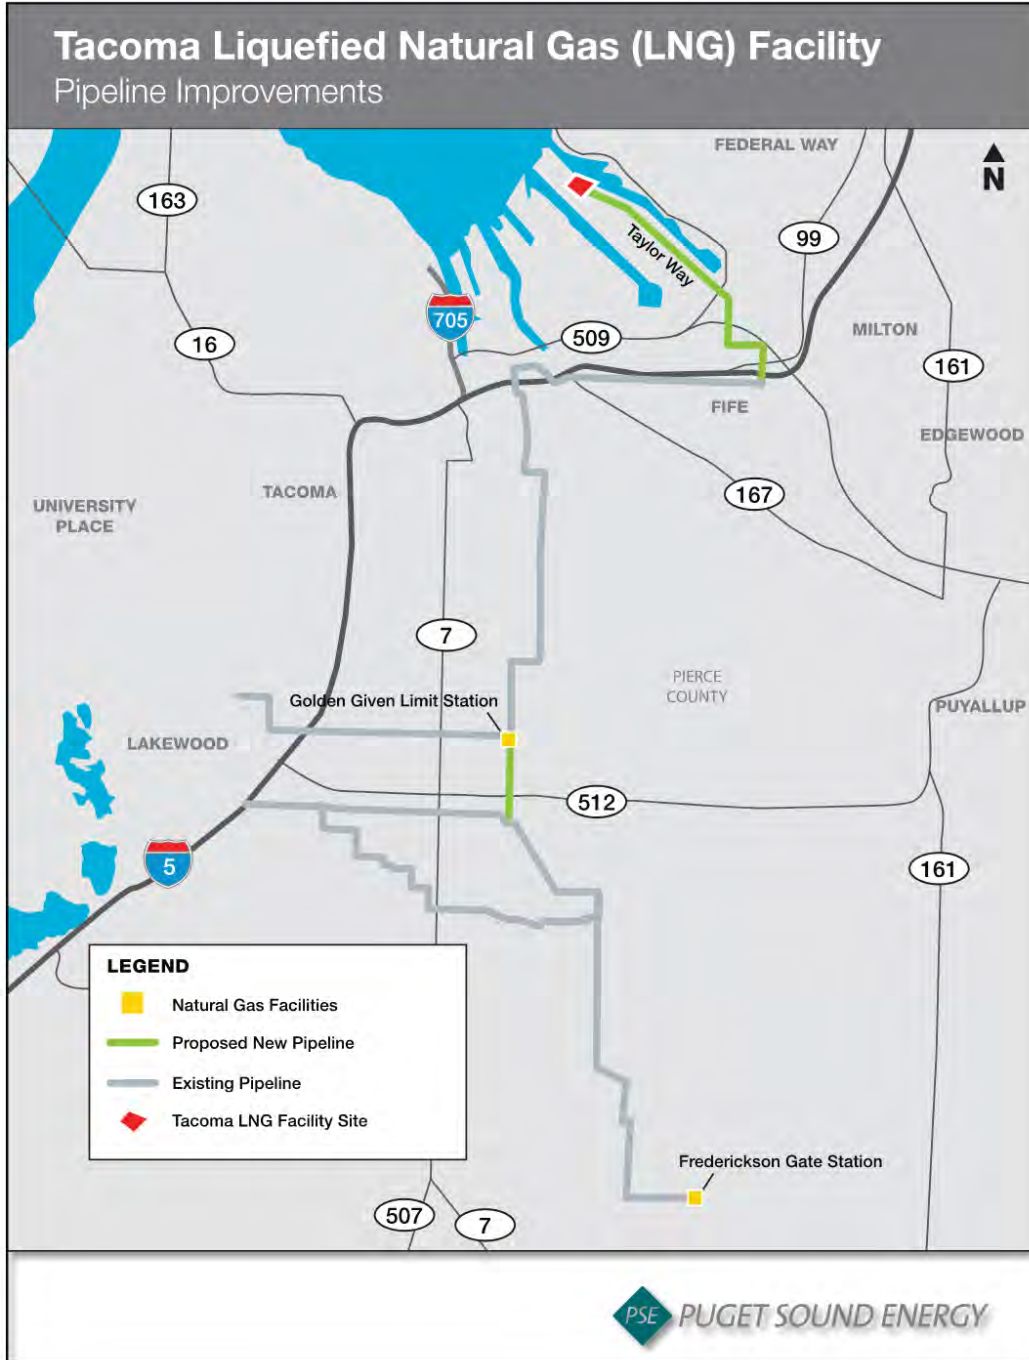 Tacoma Liquefied Natural Gas (LNG) Facility
Pipeline Improvements
FEDERAL WAY
N
163
99
Taylor Way
705
16
509
MILTON
161
FIFE
EDGEWOOD
TACOMA
167
UNIVERSITY
PLACE
7
PIERCE
COUNTY
Golden Given Limit Station
PUYALLUP
LAKEWOOD
512
5
161
LEGEND
Natural Gas Facilities
Proposed New Pipeline
Existing Pipeline
Tacoma LNG Facility Site
Frederickson Gate Station
507
7
PSE PUGET SOUND ENERGY